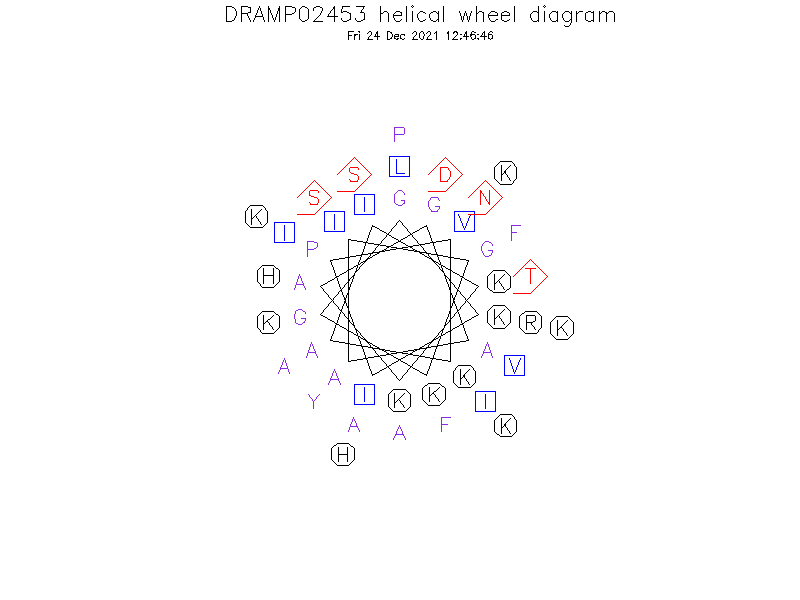 DRAMP02453 helical wheel diagram
Fri 24 Dec 2021 12:46:46
P
L
S S D N K
G G I
K I I V F
P G
H A K T
K G K R K
A A A V
A I K K K I
Y A A F K
H